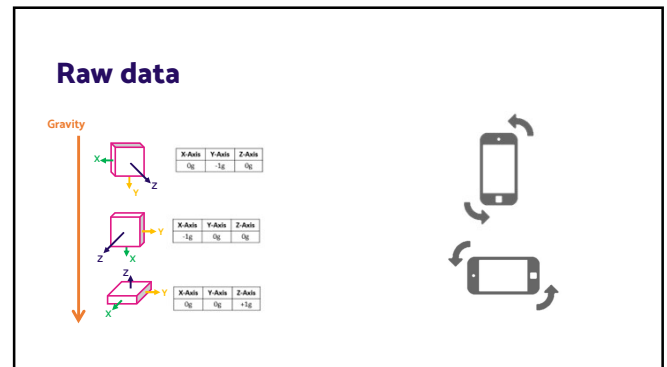 Raw data
Gravity
X
Y
Z
X-Axis Y-Axis Z-Axis
0g -1g 0g
Y
Z
X
X-Axis Y-Axis Z-Axis
-1g 0g 0g
Z
Y
X
X-Axis Y-Axis Z-Axis
0g 0g +1g